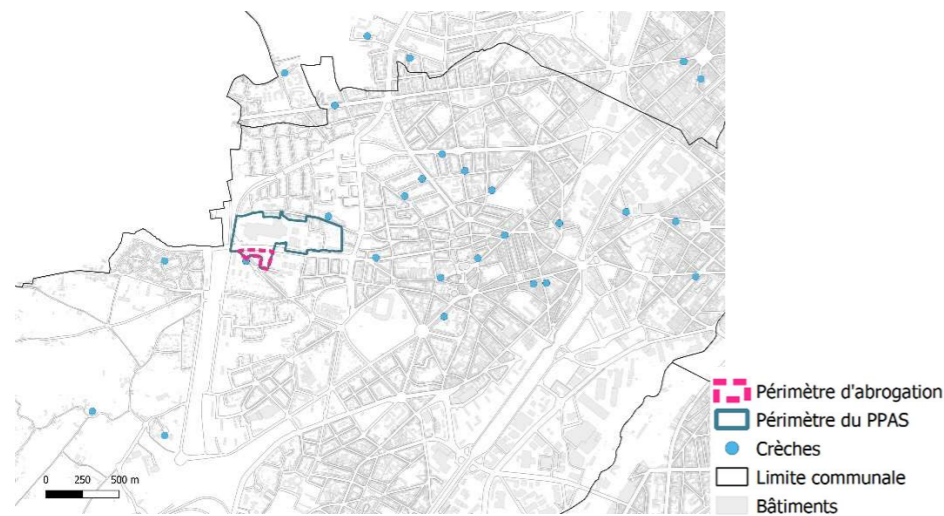 Périmètre d'abrogation
Périmètre du PPAS
Crèches
Limite communale
Bâtiments
0 250 500 m